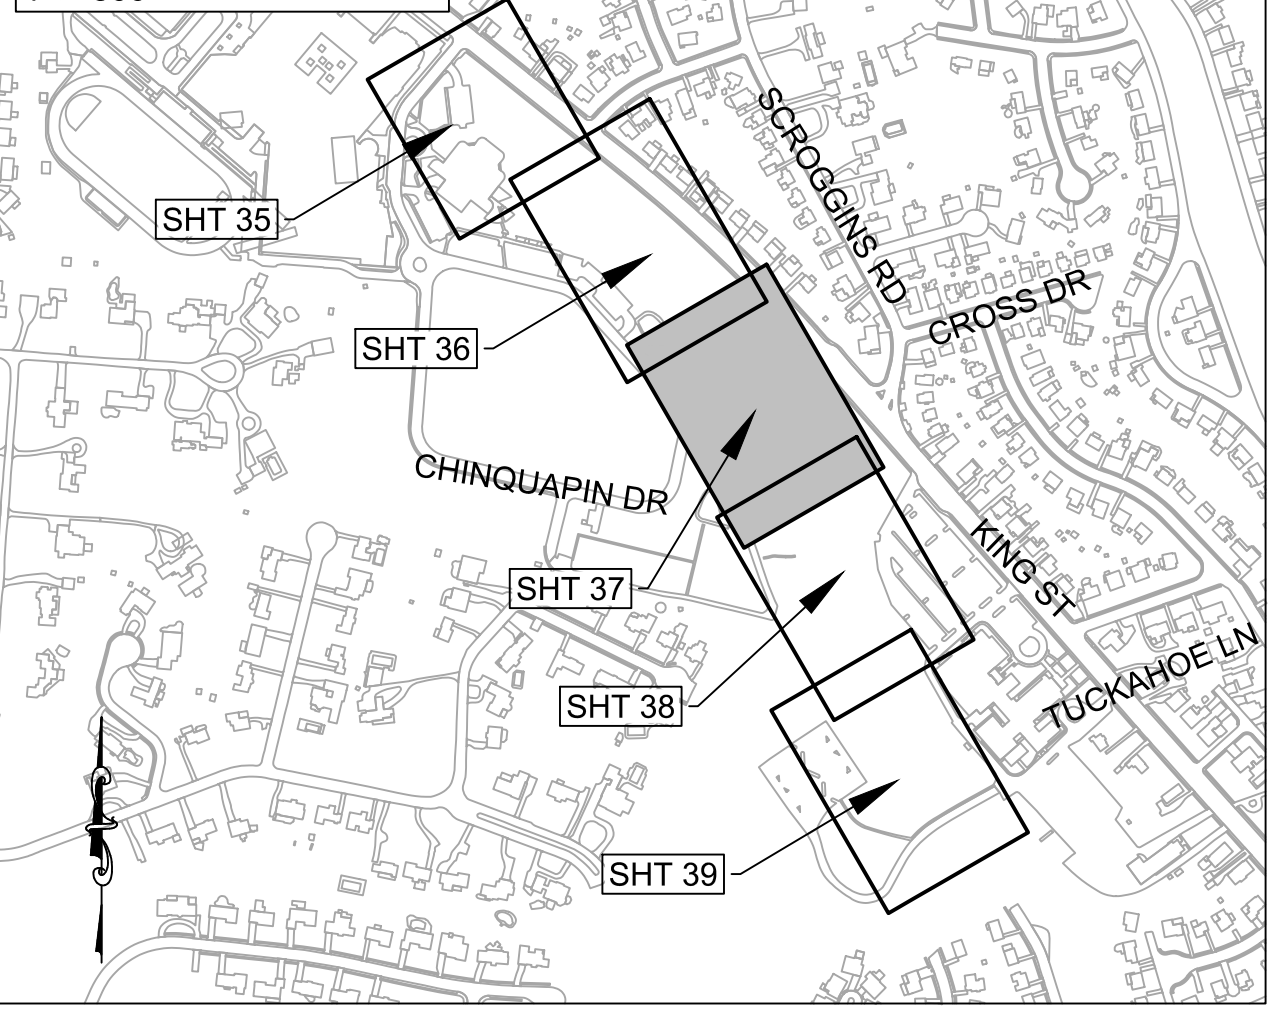 SCROGGINS RD
SHT 35
CROSS DR
SHT 36
CHINQUAPIN DR
KING ST
SHT 37
TUCKAHOE LN
SHT 38
SHT 39